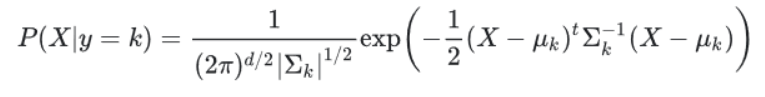 P(X|y = k) = \frac{1}{(2\pi)^{d/2}|\Sigma_k|^{1/2}} \exp\left(-\frac{1}{2}(X - \mu_k)^t \Sigma_k^{-1}(X - \mu_k)\right)